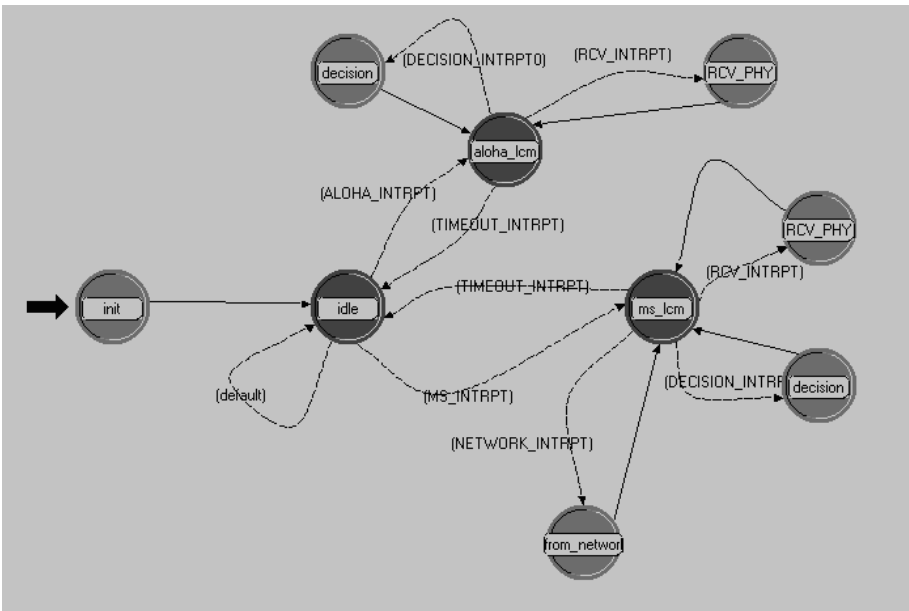 (RCV_INTRPT)
(DECISION_INTRPT0)
decision
RCV_PHY
aloha_lcm
(ALOHA_INTRPT)
(TIMEOUT_INTRPT)
RCV_PHY
(RCV_INTRPT)
(TIMEOUT_INTRPT)
init
idle
ms_lcm
(DECISION_INTRP
decision
(default)
(MS_INTRPT)
(NETWORK_INTRPT)
from_networ